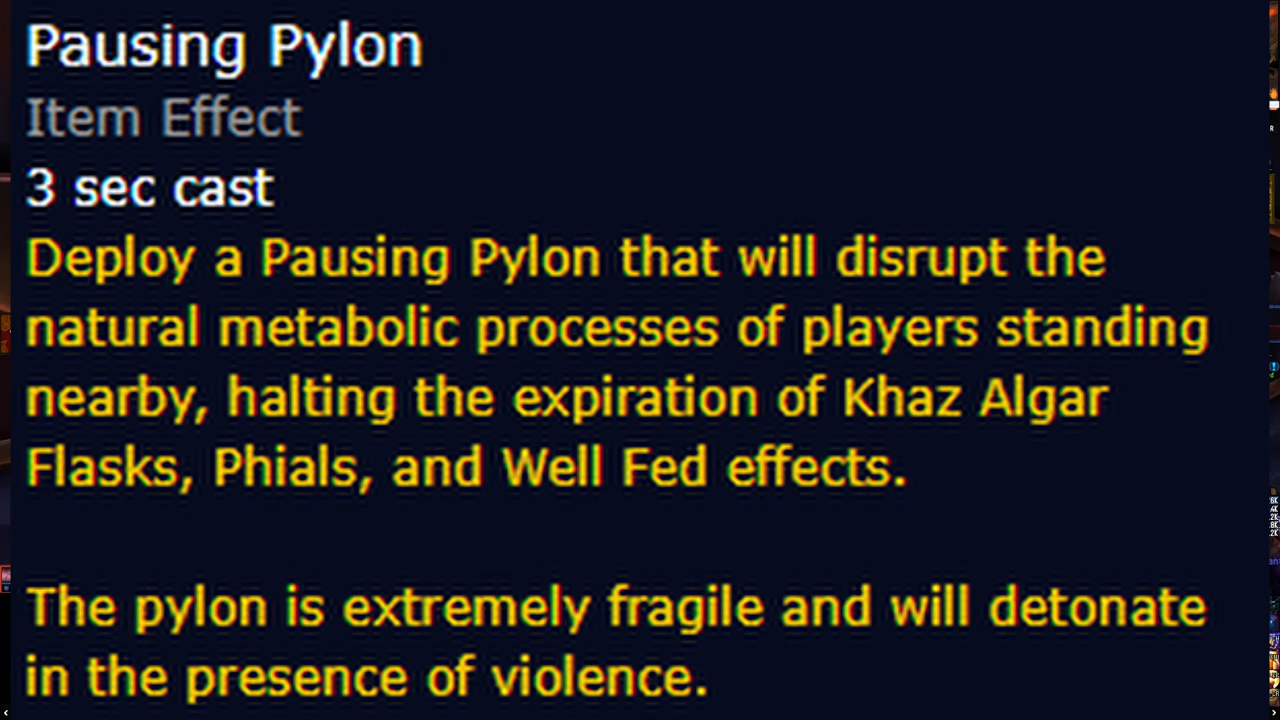 Pausing Pylon
Item Effect
3 sec cast
Deploy a Pausing Pylon that will disrupt the
natural metabolic processes of players standing
nearby, halting the expiration of Khaz Algar
Flasks, Phials, and Well Fed effects.
The pylon is extremely fragile and will detonate
in the presence of violence.